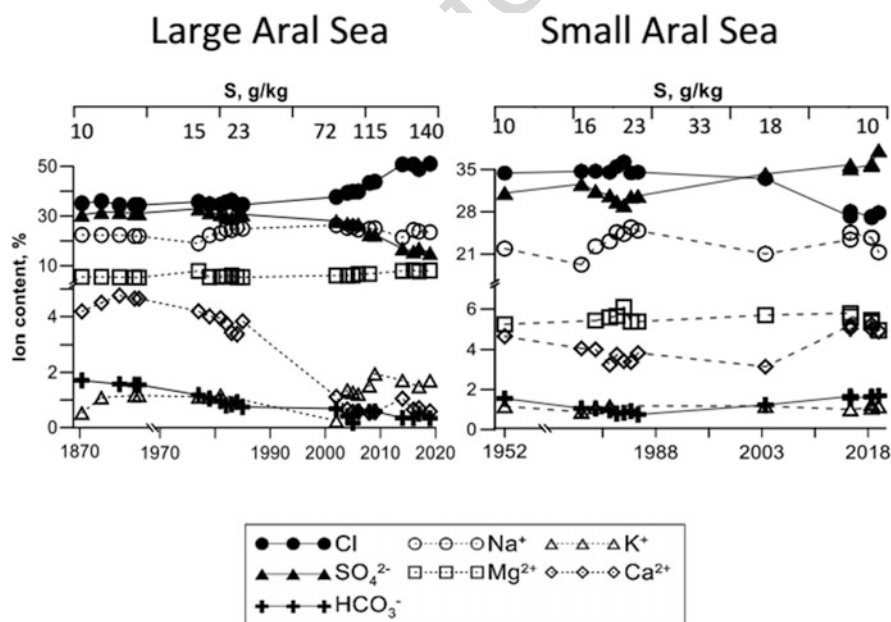 Large Aral Sea Small Aral Sea
S, g/kg S, g/kg
10 15 23 72 115 140 10 16 23 33 18 10
50
30
10
4
2
0
35
28
21
6
4
2
0
Ion content, %
1870 1970 1990 2000 2010 2020 1952 1988 2003 2018
Cl Na⁺ K⁺
SO₄²⁻ Mg²⁺ Ca²⁺
HCO₃⁻